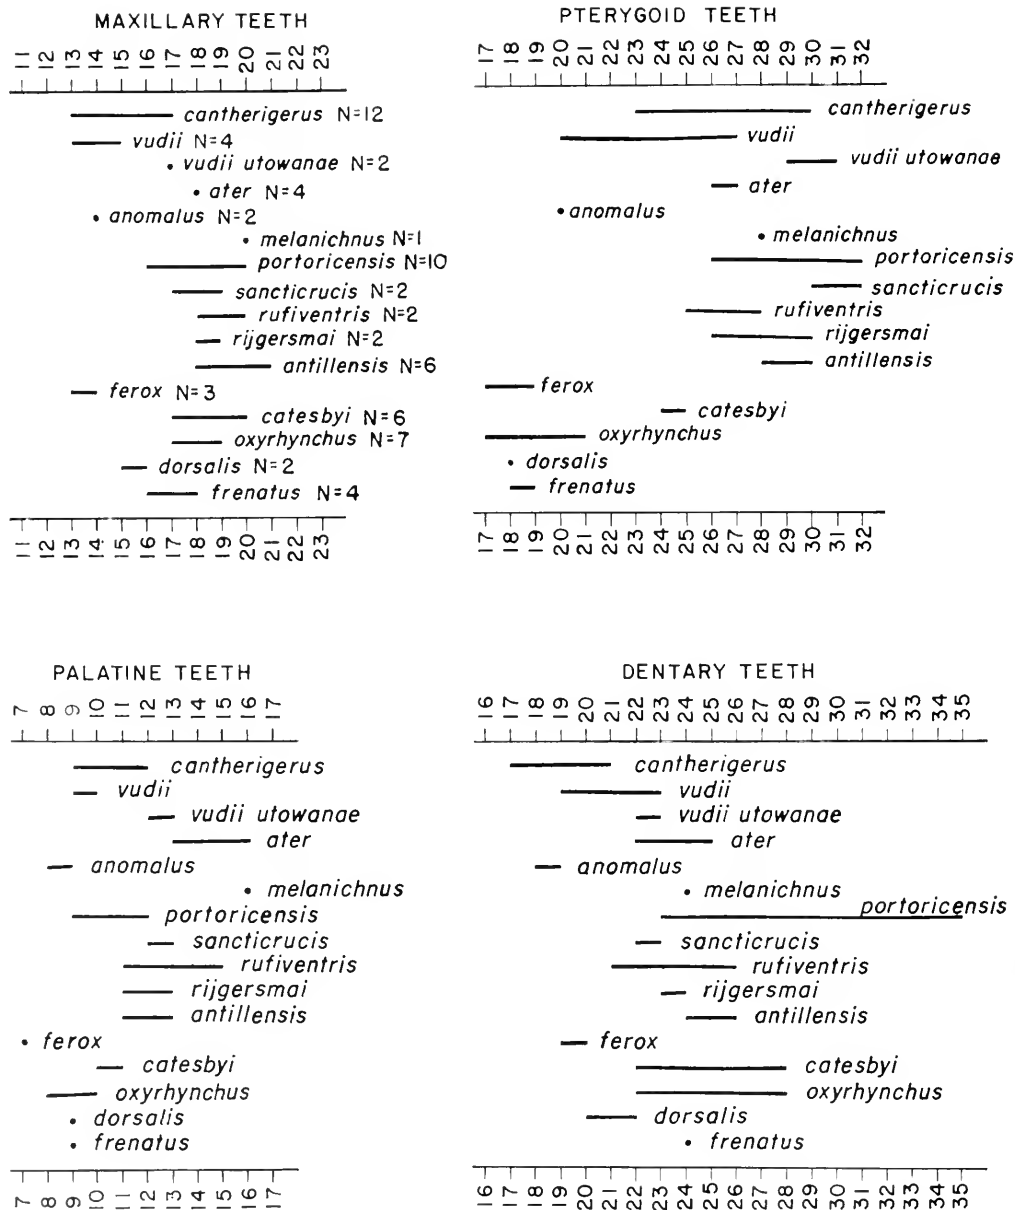 MAXILLARY TEETH
11 12 13 14 15 16 17 18 19 20 21 22 23
cantherigerus N=12
vudii N=4
vudii utowanae N=2
ater N=4
anomalus N=2
melanichnus N=1
portoricensis N=10
sancticrucis N=2
rufiventris N=2
rijgersmai N=2
antillensis N=6
ferox N=3
catesbyi N=6
oxyrhynchus N=7
dorsalis N=2
frenatus N=4
11 12 13 14 15 16 17 18 19 20 21 22 23
PTERYGOID TEETH
17 18 19 20 21 22 23 24 25 26 27 28 29 30 31 32
cantherigerus
vudii
vudii utowanae
ater
anomalus
melanichnus
portoricensis
sancticrucis
rufiventris
rijgersmai
antillensis
ferox
catesbyi
oxyrhynchus
dorsalis
frenatus
17 18 19 20 21 22 23 24 25 26 27 28 29 30 31 32
PALATINE TEETH
7 8 9 10 11 12 13 14 15 16 17
cantherigerus
vudii
vudii utowanae
ater
anomalus
melanichnus
portoricensis
sancticrucis
rufiventris
rijgersmai
antillensis
ferox
catesbyi
oxyrhynchus
dorsalis
frenatus
7 8 9 10 11 12 13 14 15 16 17
DENTARY TEETH
16 17 18 19 20 21 22 23 24 25 26 27 28 29 30 31 32 33 34 35
cantherigerus
vudii
vudii utowanae
ater
anomalus
melanichnus
portoricensis
sancticrucis
rufiventris
rijgersmai
antillensis
ferox
catesbyi
oxyrhynchus
dorsalis
frenatus
16 17 18 19 20 21 22 23 24 25 26 27 28 29 30 31 32 33 34 35